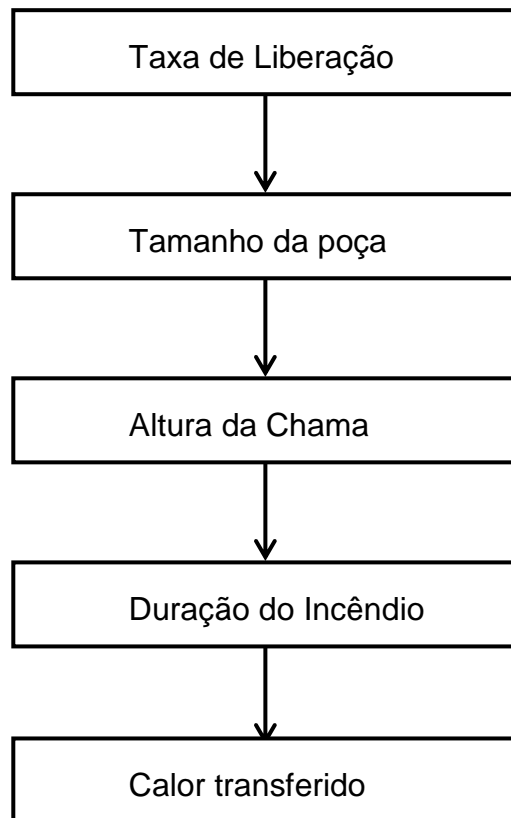 Taxa de Liberação
Tamanho da poça
Altura da Chama
Duração do Incêndio
Calor transferido